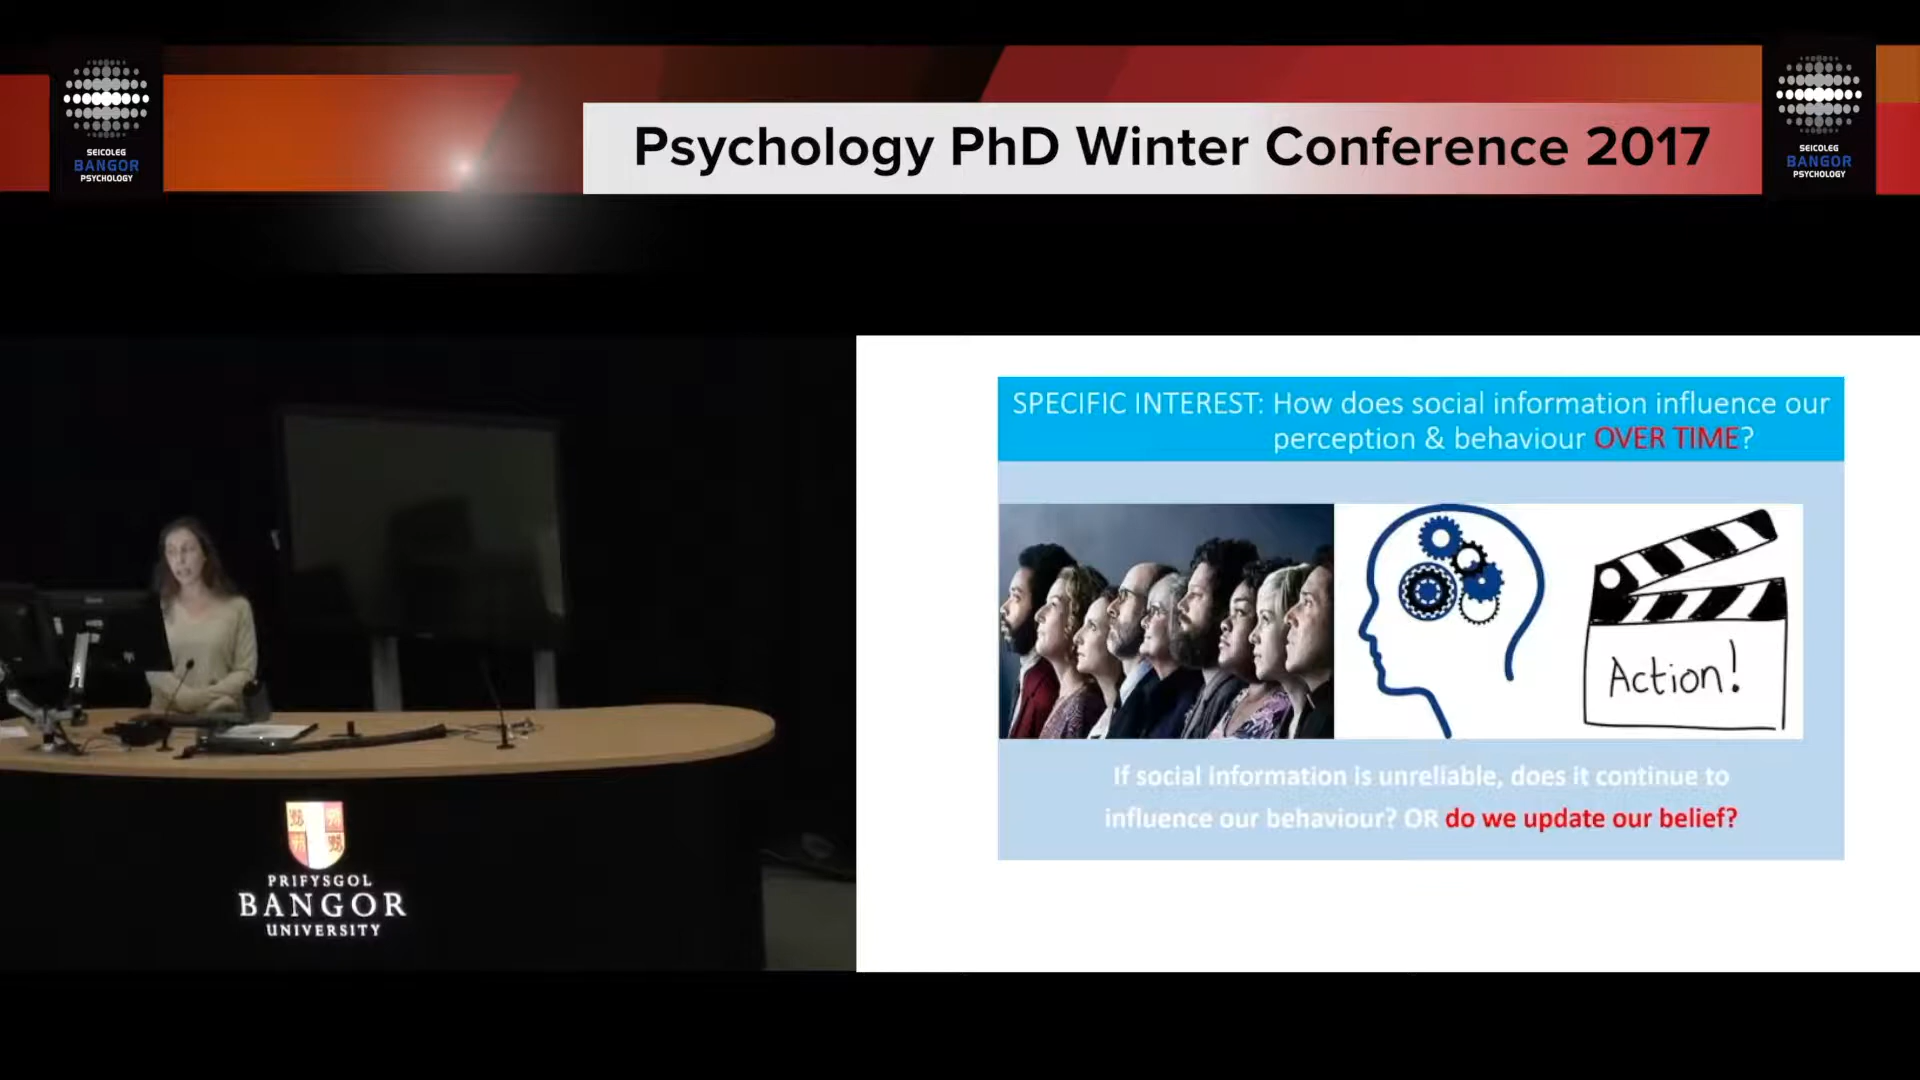 SEICOLEG
BANGOR
PSYCHOLOGY
Psychology PhD Winter Conference 2017
SEICOLEG
BANGOR
PSYCHOLOGY
SPECIFIC INTEREST: How does social information influence our
perception & behaviour OVER TIME?
Action!
If social information is unreliable, does it continue to
influence our behaviour? OR do we update our belief?
PRIFYSGOL
BANGOR
UNIVERSITY